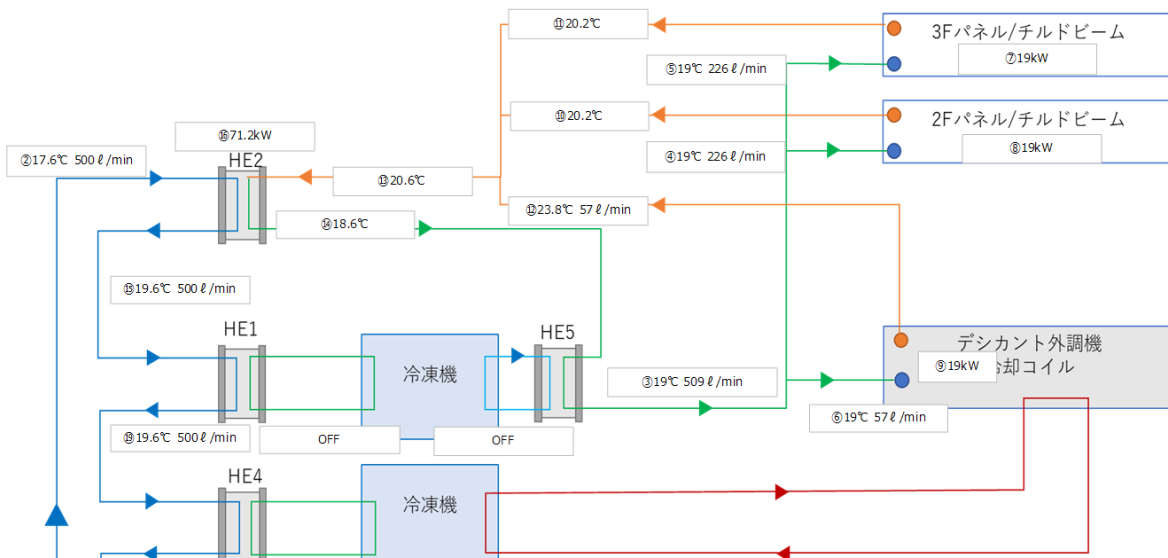 ⑪20.2℃
3Fパネル/チルドビーム
⑤19℃ 226ℓ/min
⑦19kW
⑩20.2℃
2Fパネル/チルドビーム
⑯71.2kW
②17.6℃ 500ℓ/min
HE2
④19℃ 226ℓ/min
⑧19kW
⑬20.6℃
⑫23.8℃ 57ℓ/min
⑭18.6℃
⑮19.6℃ 500ℓ/min
HE1
HE5
デシカント外調機
冷凍機
⑨19kW
却コイル
③19℃ 509ℓ/min
⑥19℃ 57ℓ/min
⑲19.6℃ 500ℓ/min
OFF
OFF
HE4
冷凍機